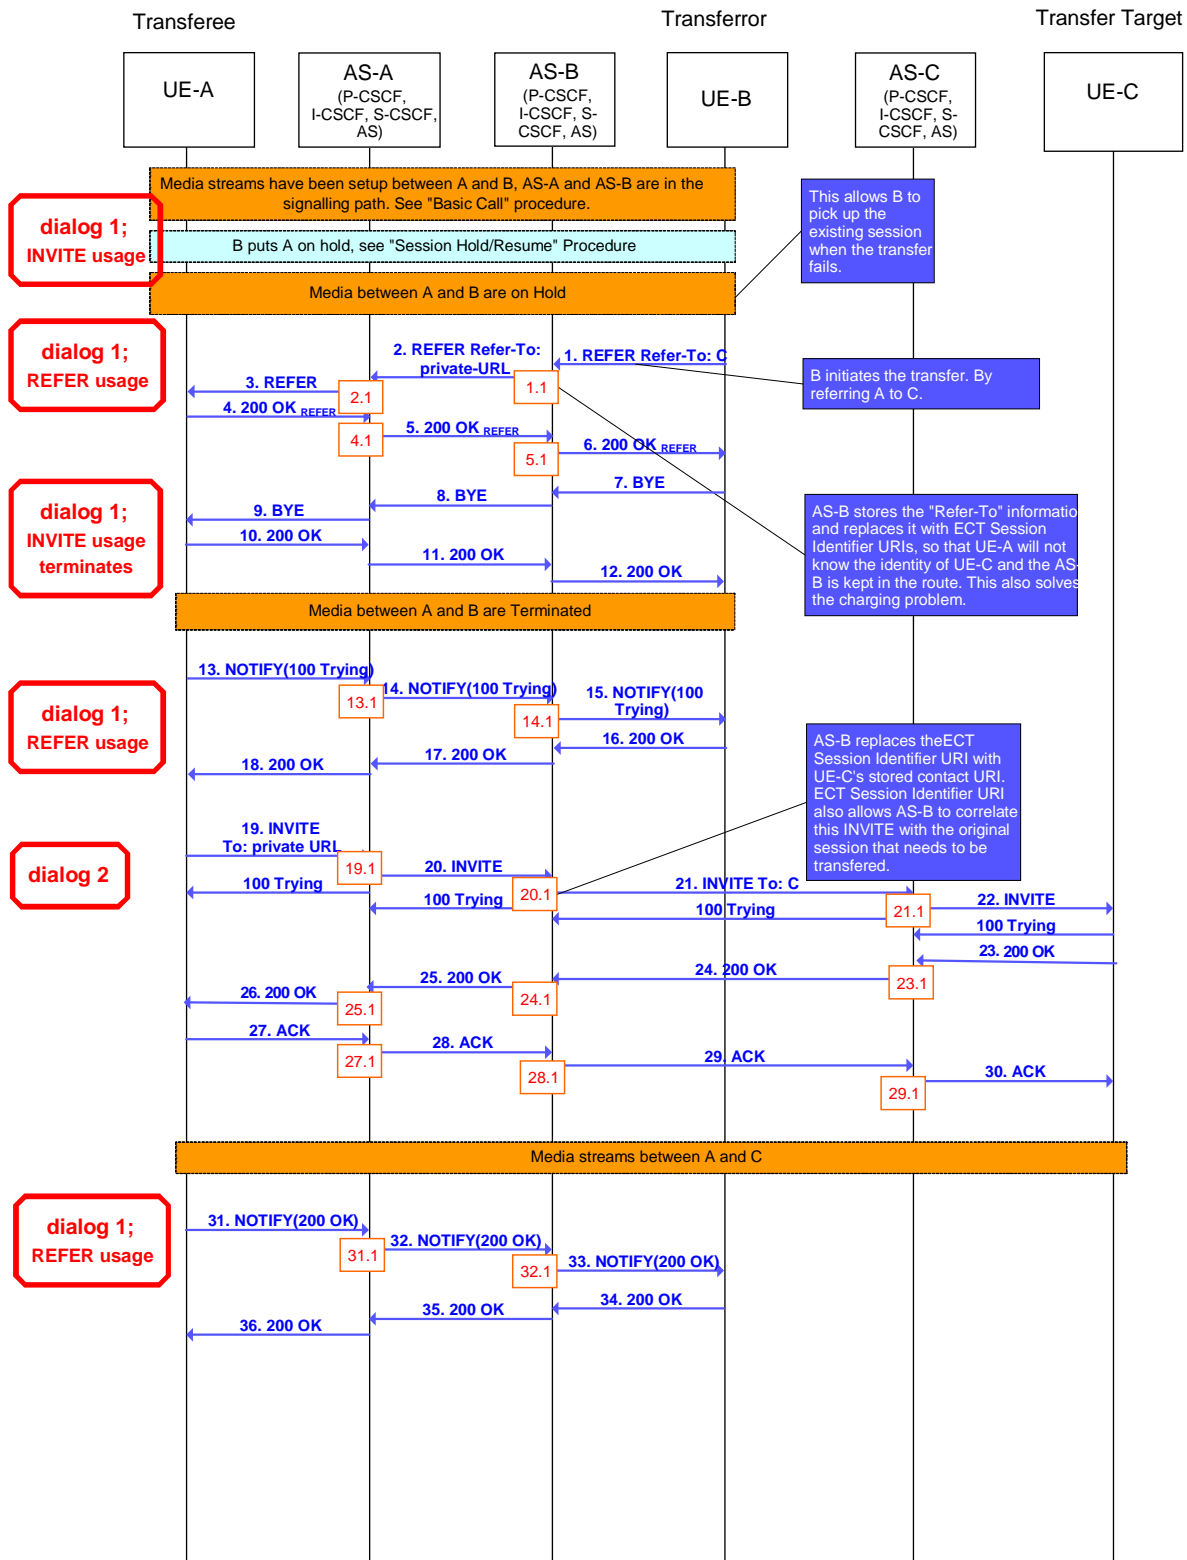 Transferee
Transferror
Transfer Target
UE-A
AS-A
(P-CSCF,
I-CSCF, S-CSCF,
AS)
AS-B
(P-CSCF,
I-CSCF, S-
CSCF, AS)
UE-B
AS-C
(P-CSCF,
I-CSCF, S-
CSCF, AS)
UE-C
Media streams have been setup between A and B, AS-A and AS-B are in the
signalling path. See "Basic Call" procedure.
This allows B to
pick up the
existing session
when the transfer
fails.
dialog 1;
INVITE usage
B puts A on hold, see "Session Hold/Resume" Procedure
Media between A and B are on Hold
dialog 1;
REFER usage
1. REFER Refer-To: C
2. REFER Refer-To:
private-URL
1.1
B initiates the transfer. By
referring A to C.
3. REFER
2.1
4. 200 OK REFER
4.1
5. 200 OK REFER
5.1
6. 200 OK REFER
dialog 1;
INVITE usage
terminates
7. BYE
8. BYE
9. BYE
10. 200 OK
11. 200 OK
12. 200 OK
AS-B stores the "Refer-To" informatio
and replaces it with ECT Session
Identifier URIs, so that UE-A will not
know the identity of UE-C and the AS-
B is kept in the route. This also solves
the charging problem.
Media between A and B are Terminated
dialog 1;
REFER usage
13. NOTIFY(100 Trying)
13.1
14. NOTIFY(100 Trying)
14.1
15. NOTIFY(100
Trying)
16. 200 OK
17. 200 OK
18. 200 OK
AS-B replaces theECT
Session Identifier URI with
UE-C's stored contact URI.
ECT Session Identifier URI
also allows AS-B to correlate
this INVITE with the original
session that needs to be
transfered.
dialog 2
19. INVITE
To: private URL
19.1
20. INVITE
100 Trying
20.1
100 Trying
21. INVITE To: C
100 Trying
21.1
22. INVITE
100 Trying
23. 200 OK
23.1
24. 200 OK
24.1
25. 200 OK
25.1
26. 200 OK
27. ACK
27.1
28. ACK
28.1
29. ACK
29.1
30. ACK
Media streams between A and C
dialog 1;
REFER usage
31. NOTIFY(200 OK)
31.1
32. NOTIFY(200 OK)
32.1
33. NOTIFY(200 OK)
34. 200 OK
35. 200 OK
36. 200 OK